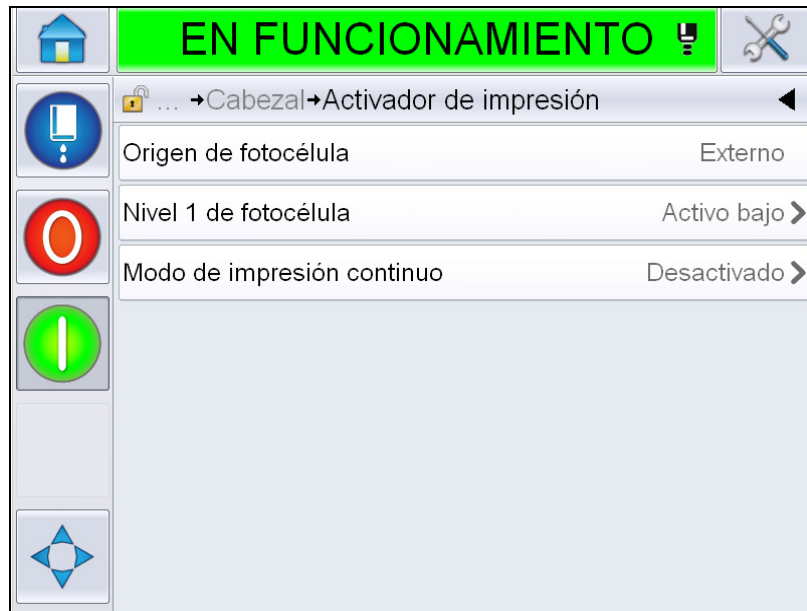 EN FUNCIONAMIENTO
... →Cabezal→Activador de impresión
Origen de fotocélula Externo
Nivel 1 de fotocélula Activo bajo
Modo de impresión continuo Desactivado